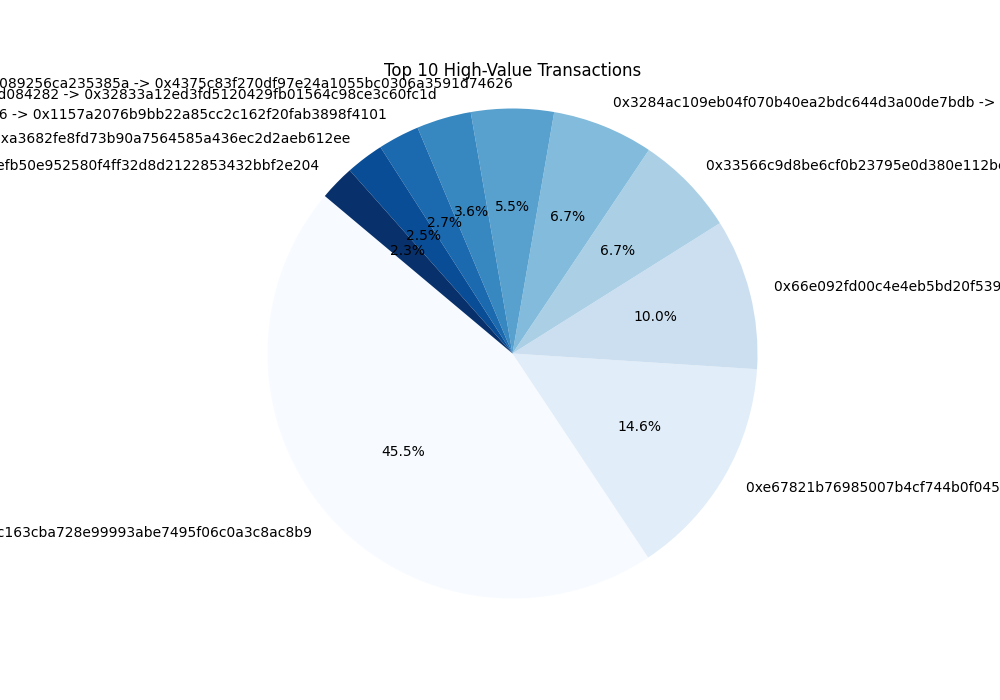 Top 10 High-Value Transactions
089256ca235385a -> 0x4375c83f270df97e24a1055bc0306a3591d74626
d084282 -> 0x32833a12ed3fd5120429fb01564c98ce3c60fc1d
6 -> 0x1157a2076b9bb22a85cc2c162f20fab3898f4101
xa3682fe8fd73b90a7564585a436ec2d2aeb612ee
efb50e952580f4ff32d8d2122853432bbf2e204
0x3284ac109eb04f070b40ea2bdc644d3a00de7bdb ->
0x33566c9d8be6cf0b23795e0d380e112be
0x66e092fd00c4e4eb5bd20f539
0xe67821b76985007b4cf744b0f045
c163cba728e99993abe7495f06c0a3c8ac8b9
2.3%
2.5%
2.7%
3.6%
5.5%
6.7%
6.7%
10.0%
14.6%
45.5%